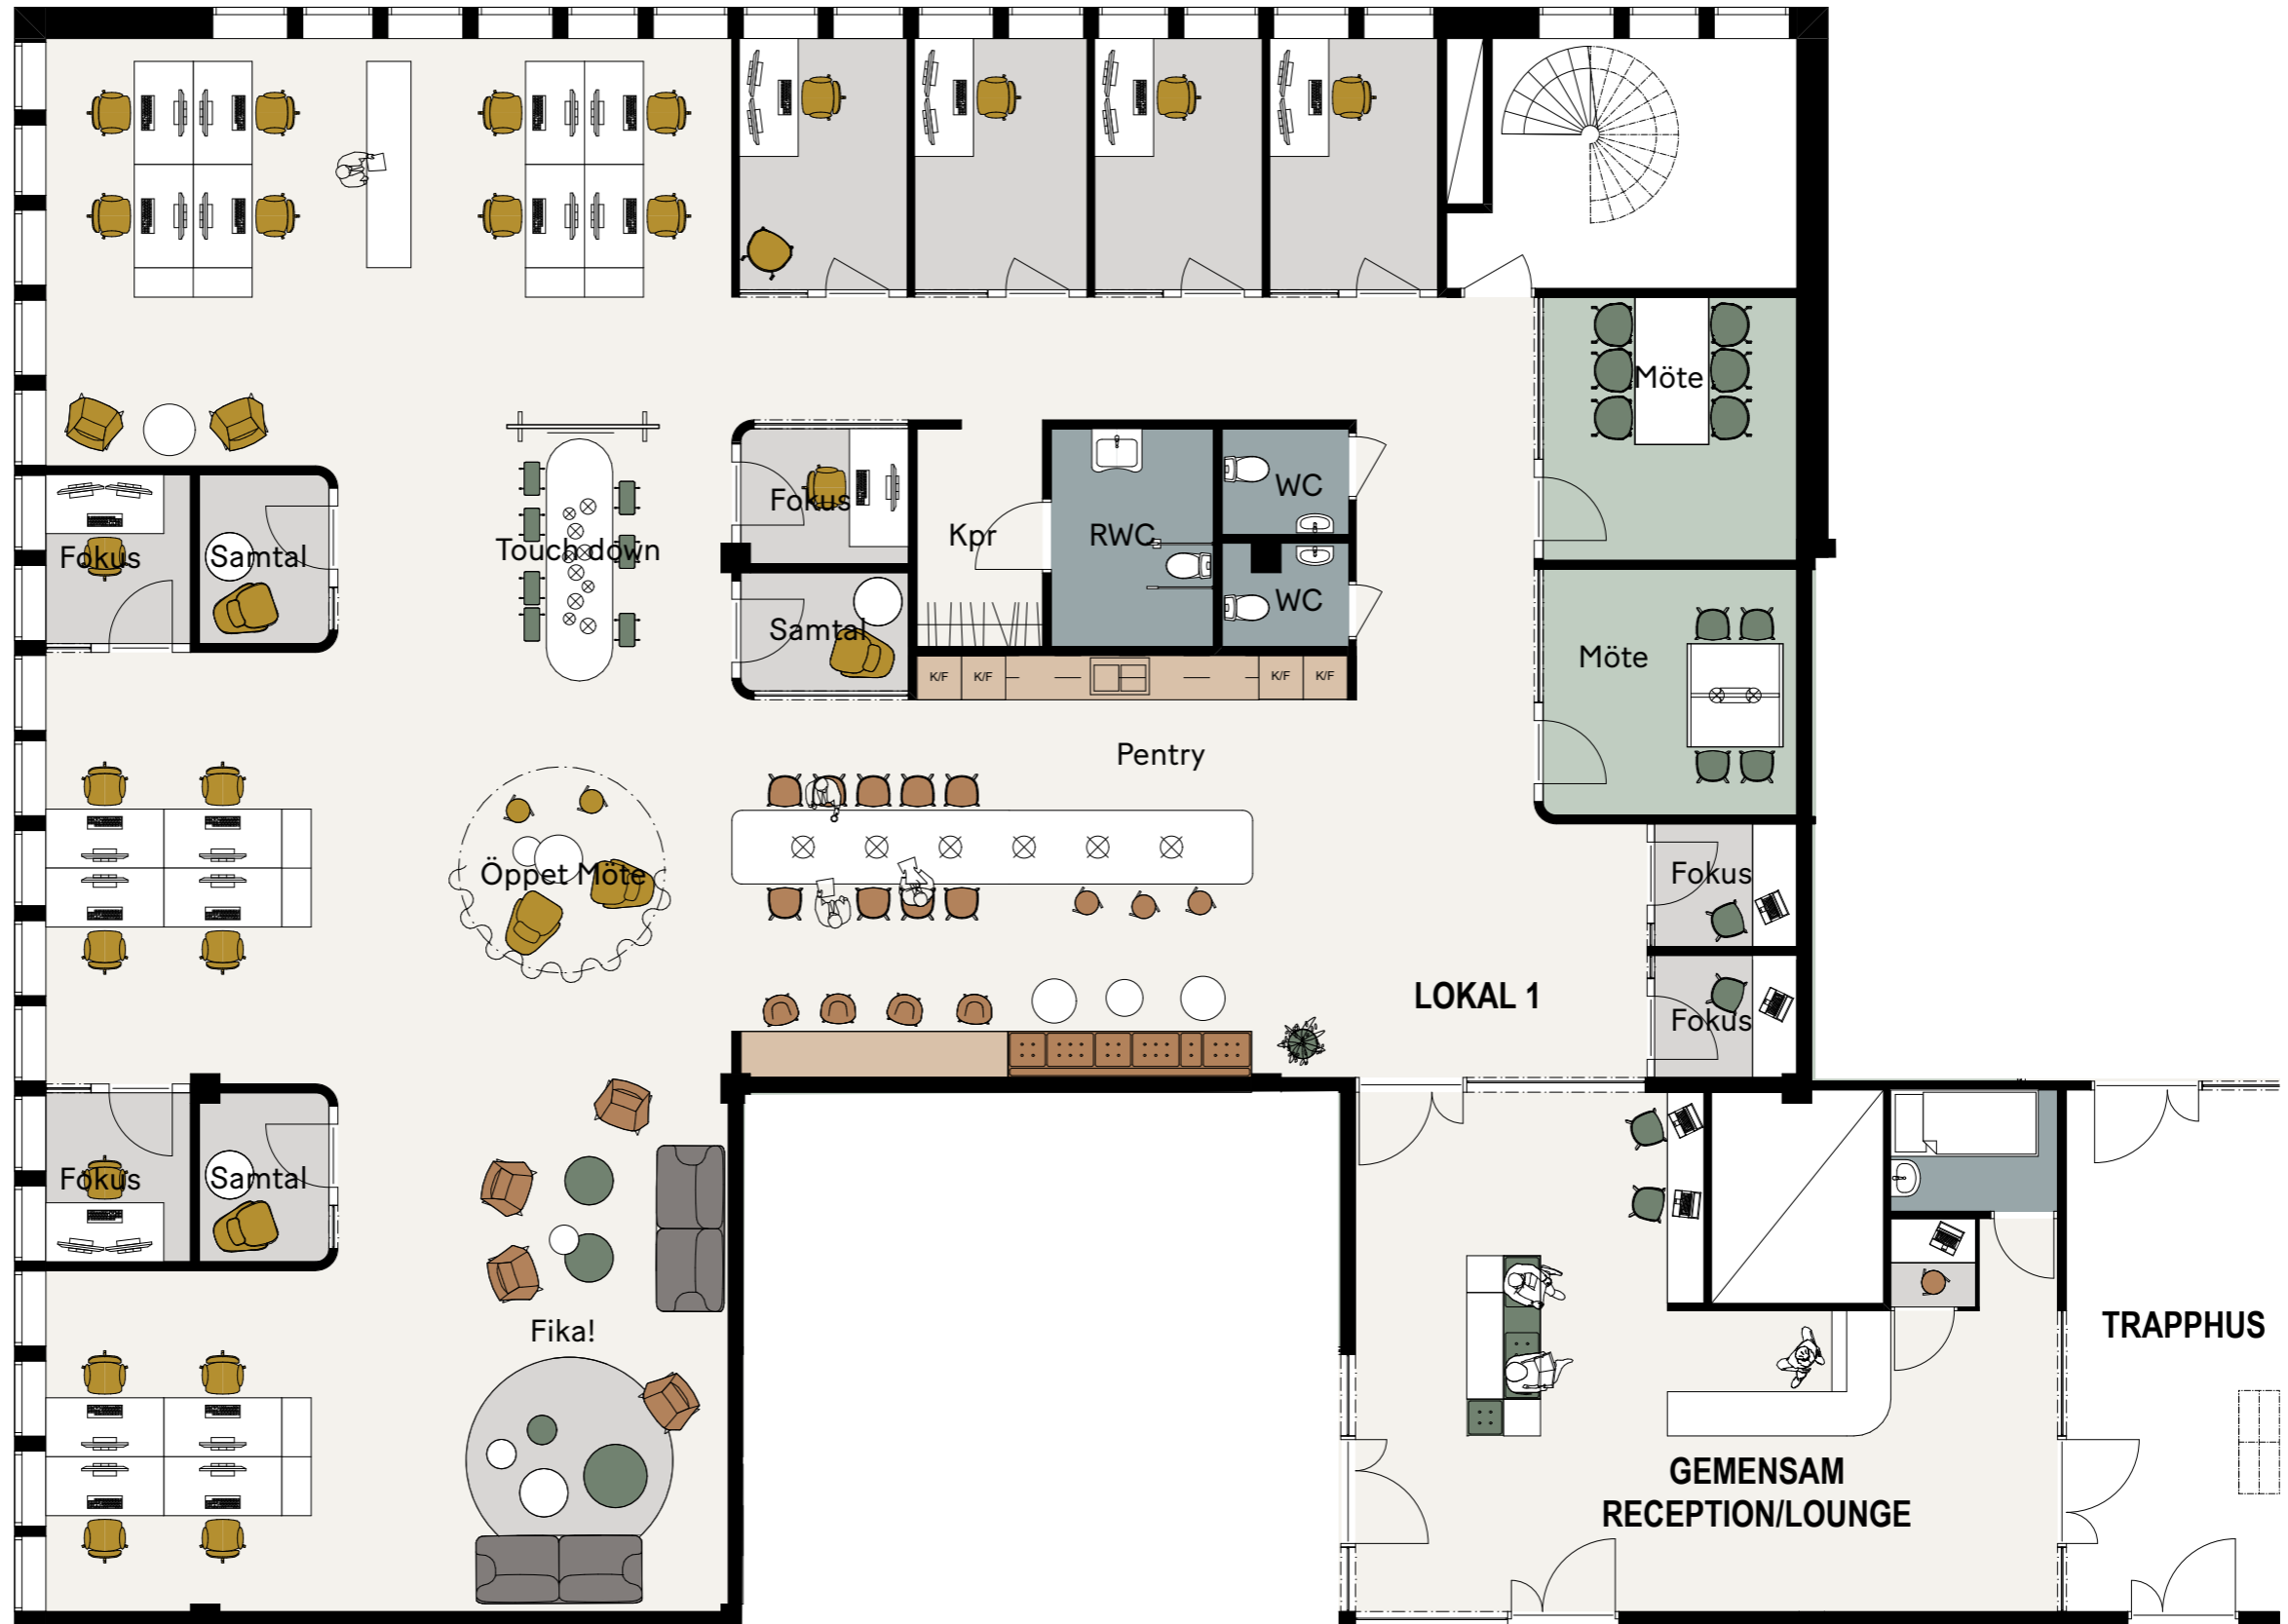 Möte
Fokus
WC
Kpr
RWC
Touch down
Fokus
Samtal
WC
Samtal
Möte
K/F
K/F
K/F
K/F
Pentry
Öppet Möte
Fokus
LOKAL 1
Fokus
Fokus
Samtal
Fika!
TRAPPHUS
GEMENSAM
RECEPTION/LOUNGE